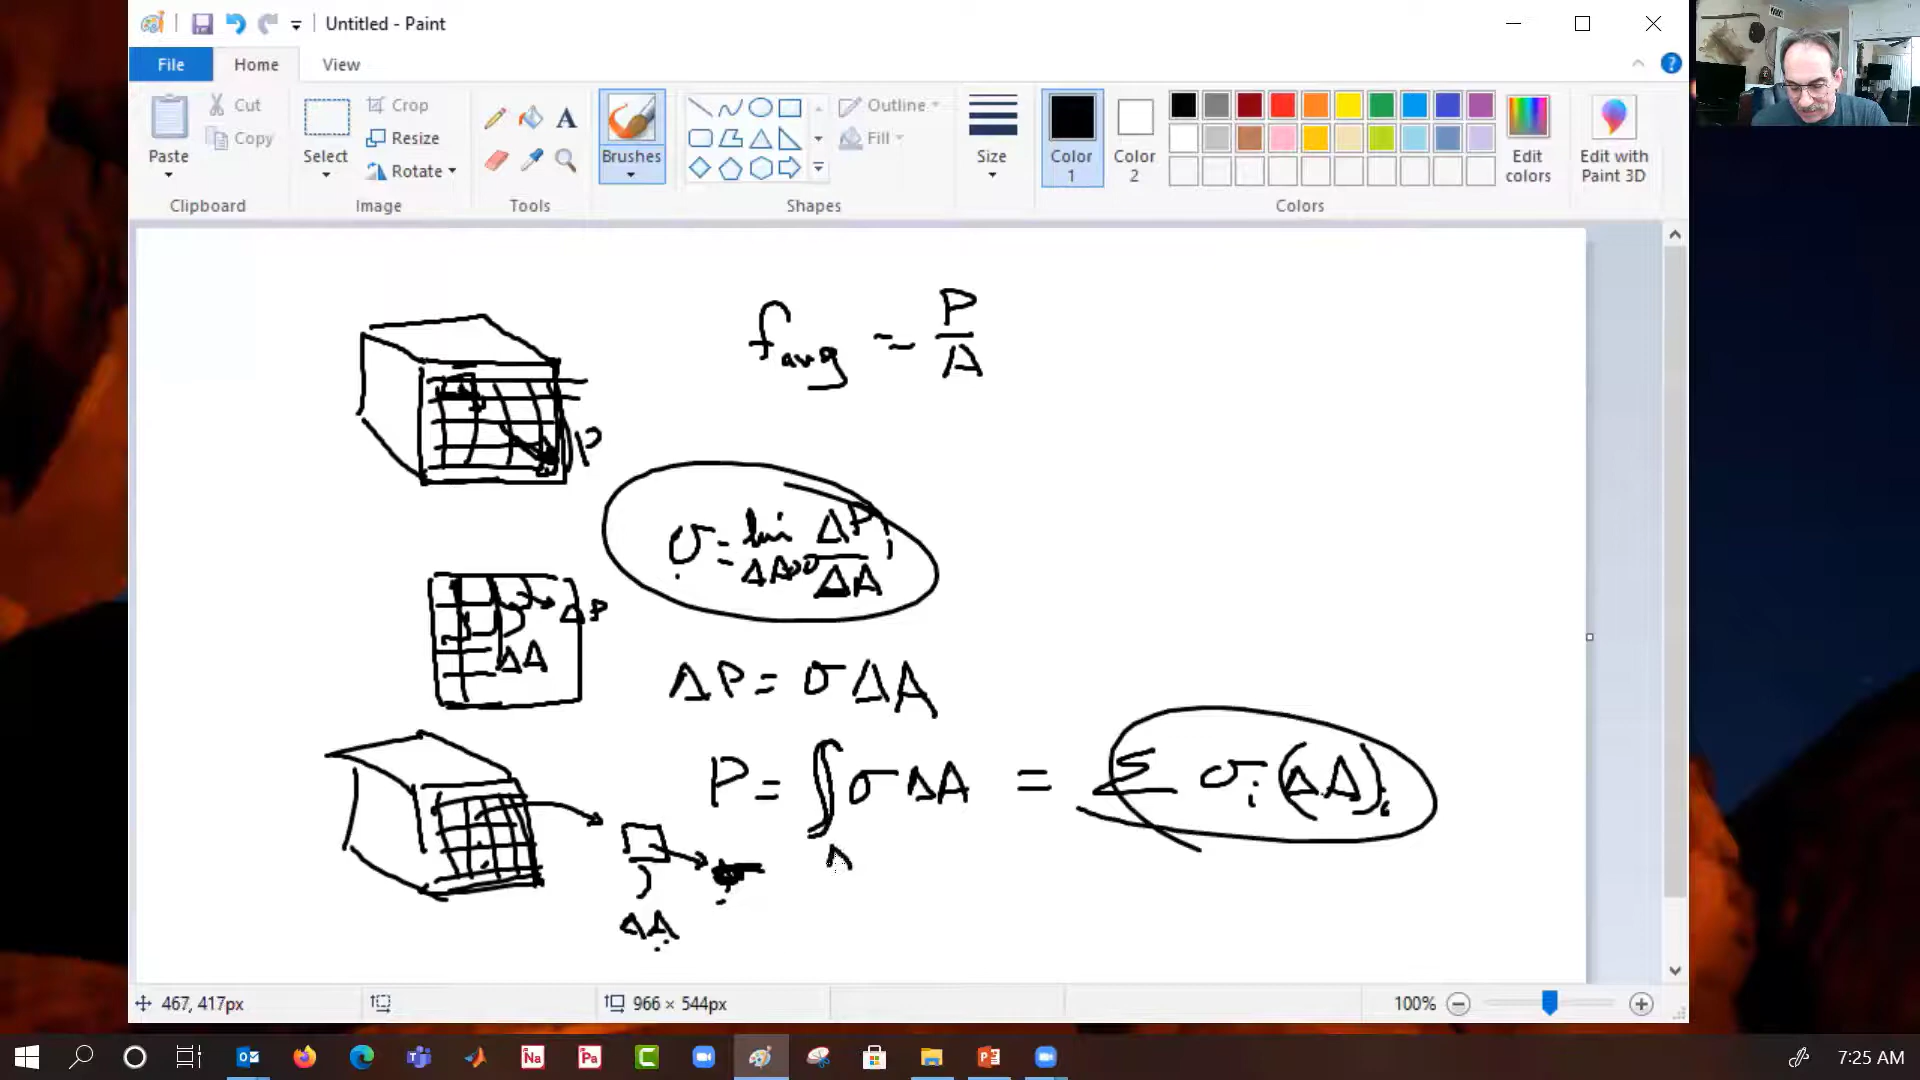 Untitled - Paint
File Home View
Paste
Cut
Copy
Clipboard
Select
Crop
Resize
Rotate
Image
Tools
Brushes
Shapes
Outline
Fill
Size
Color 1
Color 2
Colors
Edit colors
Edit with Paint 3D
f avg = P/A
P
σ = lim ΔA→0 ΔP/ΔA
ΔP
ΔA
ΔP = σ ΔA
P = ∫ σ ΔA = Σ σi (ΔA)i
A
ΔA
467, 417px
966 × 544px
100%
Na
Pa
C
7:25 AM